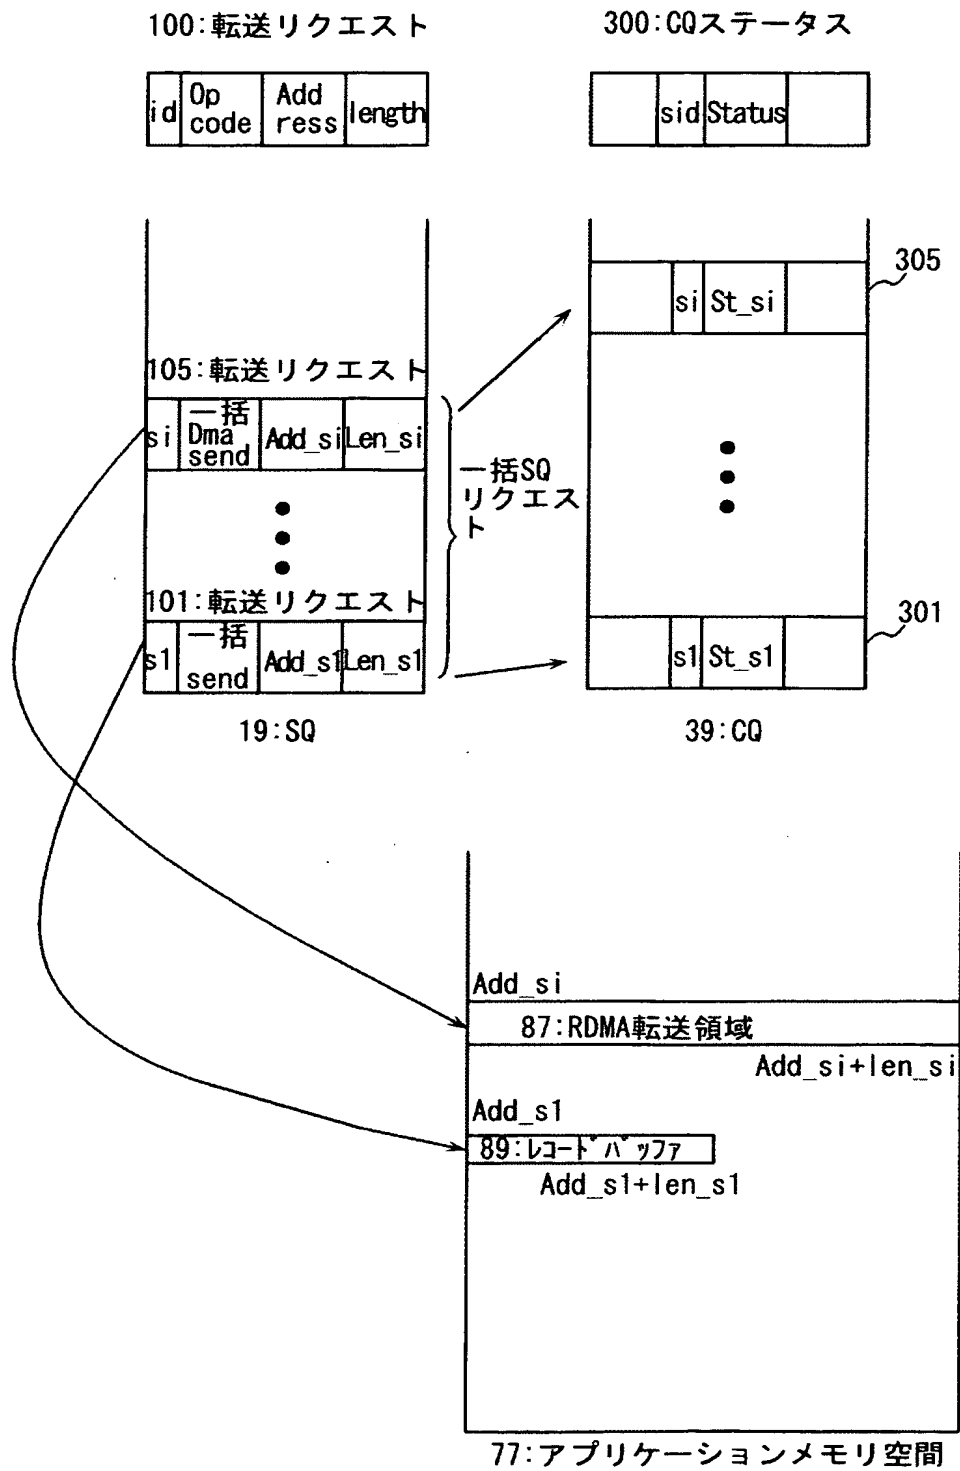 100:転送リクエスト
300:CQステータス
id
Op
code
Add
ress
length
sid
Status
305
si
St_si
105:転送リクエスト
si
一括
Dma
send
Add_si
Len_si
一括SQ
リクエス
ト
101:転送リクエスト
301
s1
一括
send
Add_s1
Len_s1
s1
St_s1
19:SQ
39:CQ
Add_si
87:RDMA転送領域
Add_si+len_si
Add_s1
89:レコードバッファ
Add_s1+len_s1
77:アプリケーションメモリ空間